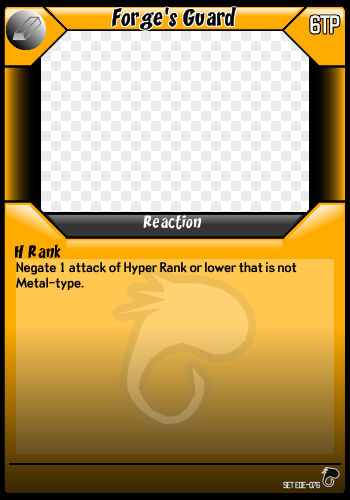 Forge's Guard
6TP
Reaction
H Rank
Negate 1 attack of Hyper Rank or lower that is not
Metal-type.
SET EDE-076